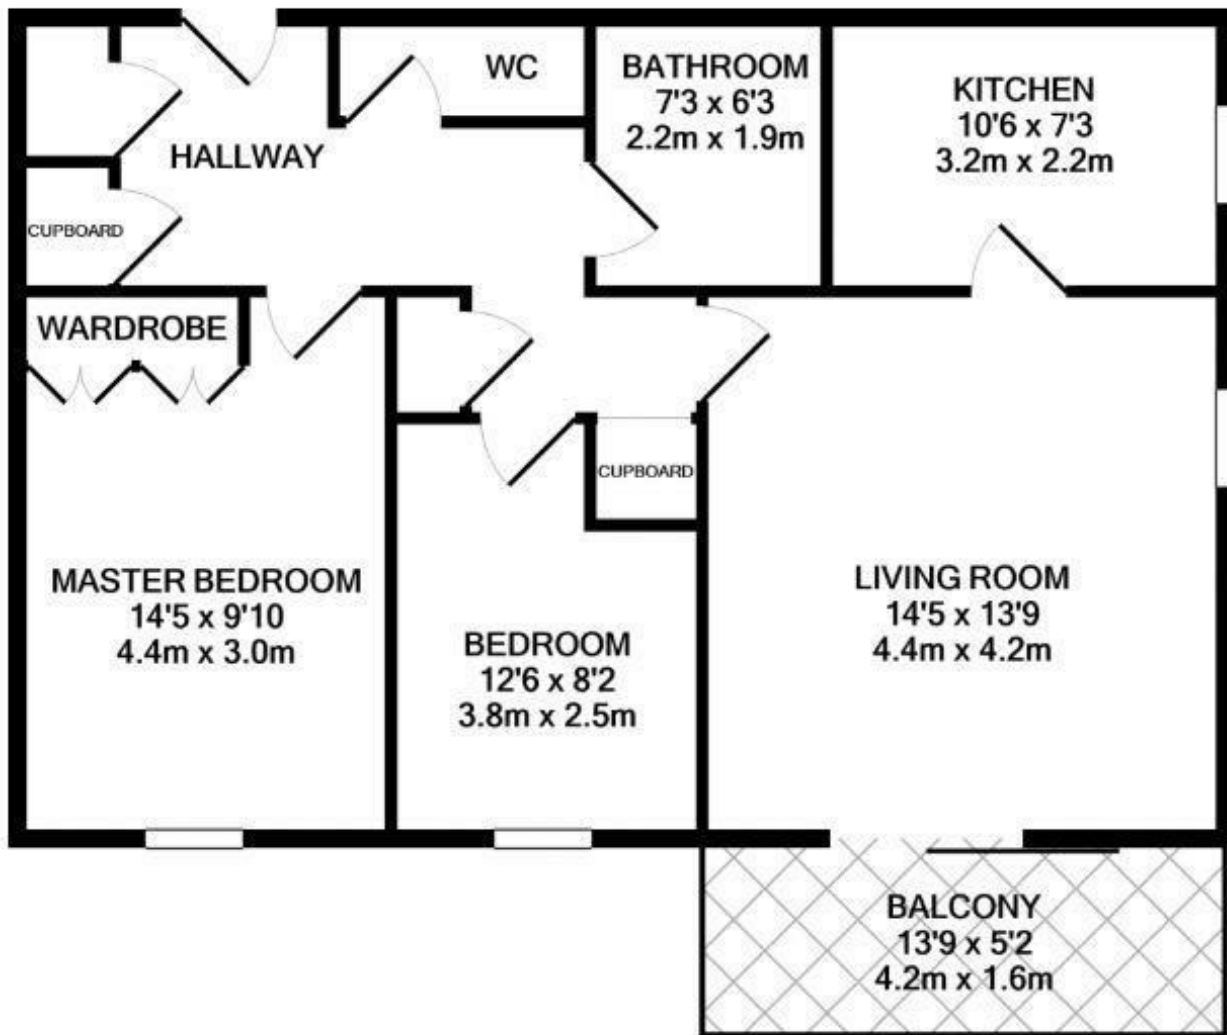 WC
BATHROOM
7'3 x 6'3
2.2m x 1.9m
KITCHEN
10'6 x 7'3
3.2m x 2.2m
HALLWAY
CUPBOARD
WARDROBE
CUPBOARD
MASTER BEDROOM
14'5 x 9'10
4.4m x 3.0m
BEDROOM
12'6 x 8'2
3.8m x 2.5m
LIVING ROOM
14'5 x 13'9
4.4m x 4.2m
BALCONY
13'9 x 5'2
4.2m x 1.6m